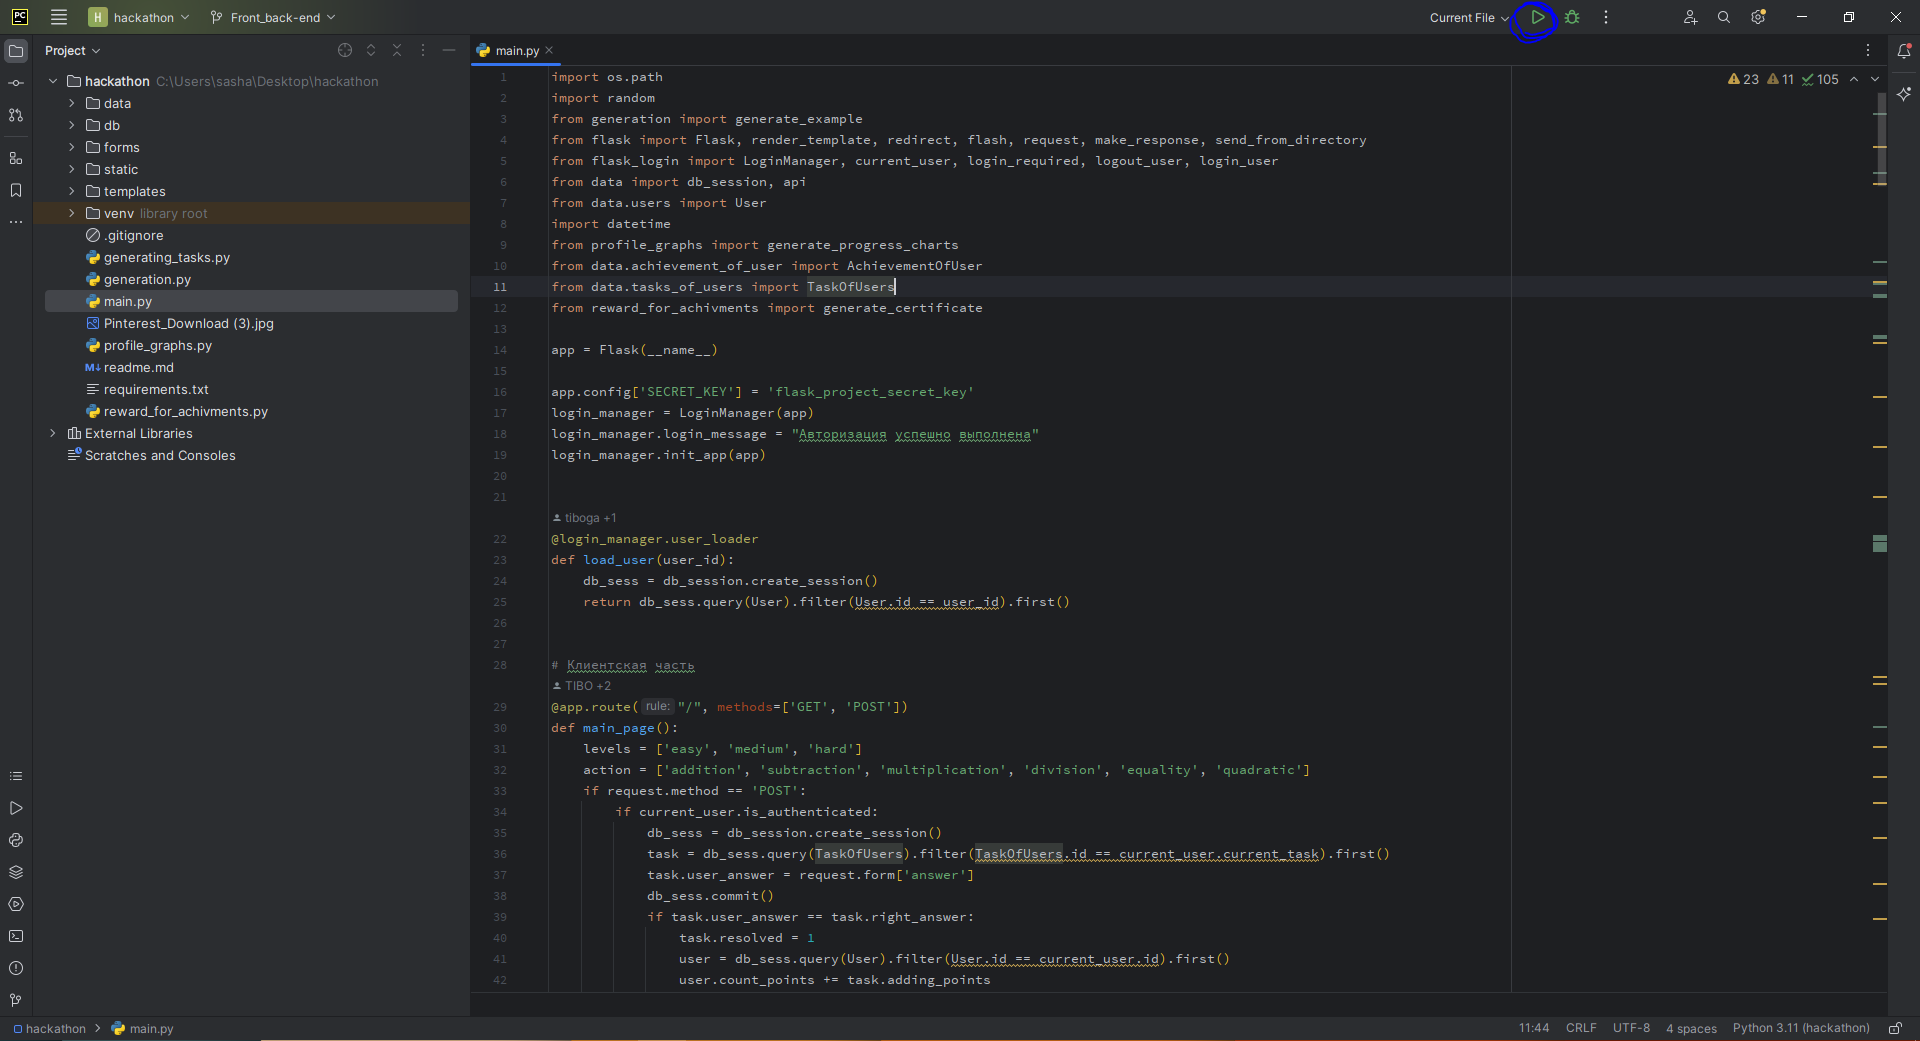 PC H hackathon Front_back-end Current File
Project
main.py
hackathon C:\Users\sasha\Desktop\hackathon
data
db
forms
static
templates
venv library root
.gitignore
generating_tasks.py
generation.py
main.py
Pinterest_Download (3).jpg
profile_graphs.py
M↓ readme.md
requirements.txt
reward_for_achivments.py
External Libraries
Scratches and Consoles
23 11 105
1 import os.path
2 import random
3 from generation import generate_example
4 from flask import Flask, render_template, redirect, flash, request, make_response, send_from_directory
5 from flask_login import LoginManager, current_user, login_required, logout_user, login_user
6 from data import db_session, api
7 from data.users import User
8 import datetime
9 from profile_graphs import generate_progress_charts
10 from data.achievement_of_user import AchievementOfUser
11 from data.tasks_of_users import TaskOfUsers
12 from reward_for_achivments import generate_certificate
13
14 app = Flask(__name__)
15
16 app.config['SECRET_KEY'] = 'flask_project_secret_key'
17 login_manager = LoginManager(app)
18 login_manager.login_message = "Авторизация успешно выполнена"
19 login_manager.init_app(app)
20
21
tiboga +1
22 @login_manager.user_loader
23 def load_user(user_id):
24 db_sess = db_session.create_session()
25 return db_sess.query(User).filter(User.id == user_id).first()
26
27
28 # Клиентская часть
TIBO +2
29 @app.route( rule: "/", methods=['GET', 'POST'])
30 def main_page():
31 levels = ['easy', 'medium', 'hard']
32 action = ['addition', 'subtraction', 'multiplication', 'division', 'equality', 'quadratic']
33 if request.method == 'POST':
34 if current_user.is_authenticated:
35 db_sess = db_session.create_session()
36 task = db_sess.query(TaskOfUsers).filter(TaskOfUsers.id == current_user.current_task).first()
37 task.user_answer = request.form['answer']
38 db_sess.commit()
39 if task.user_answer == task.right_answer:
40 task.resolved = 1
41 user = db_sess.query(User).filter(User.id == current_user.id).first()
42 user.count_points += task.adding_points
hackathon > main.py
11:44 CRLF UTF-8 4 spaces Python 3.11 (hackathon)